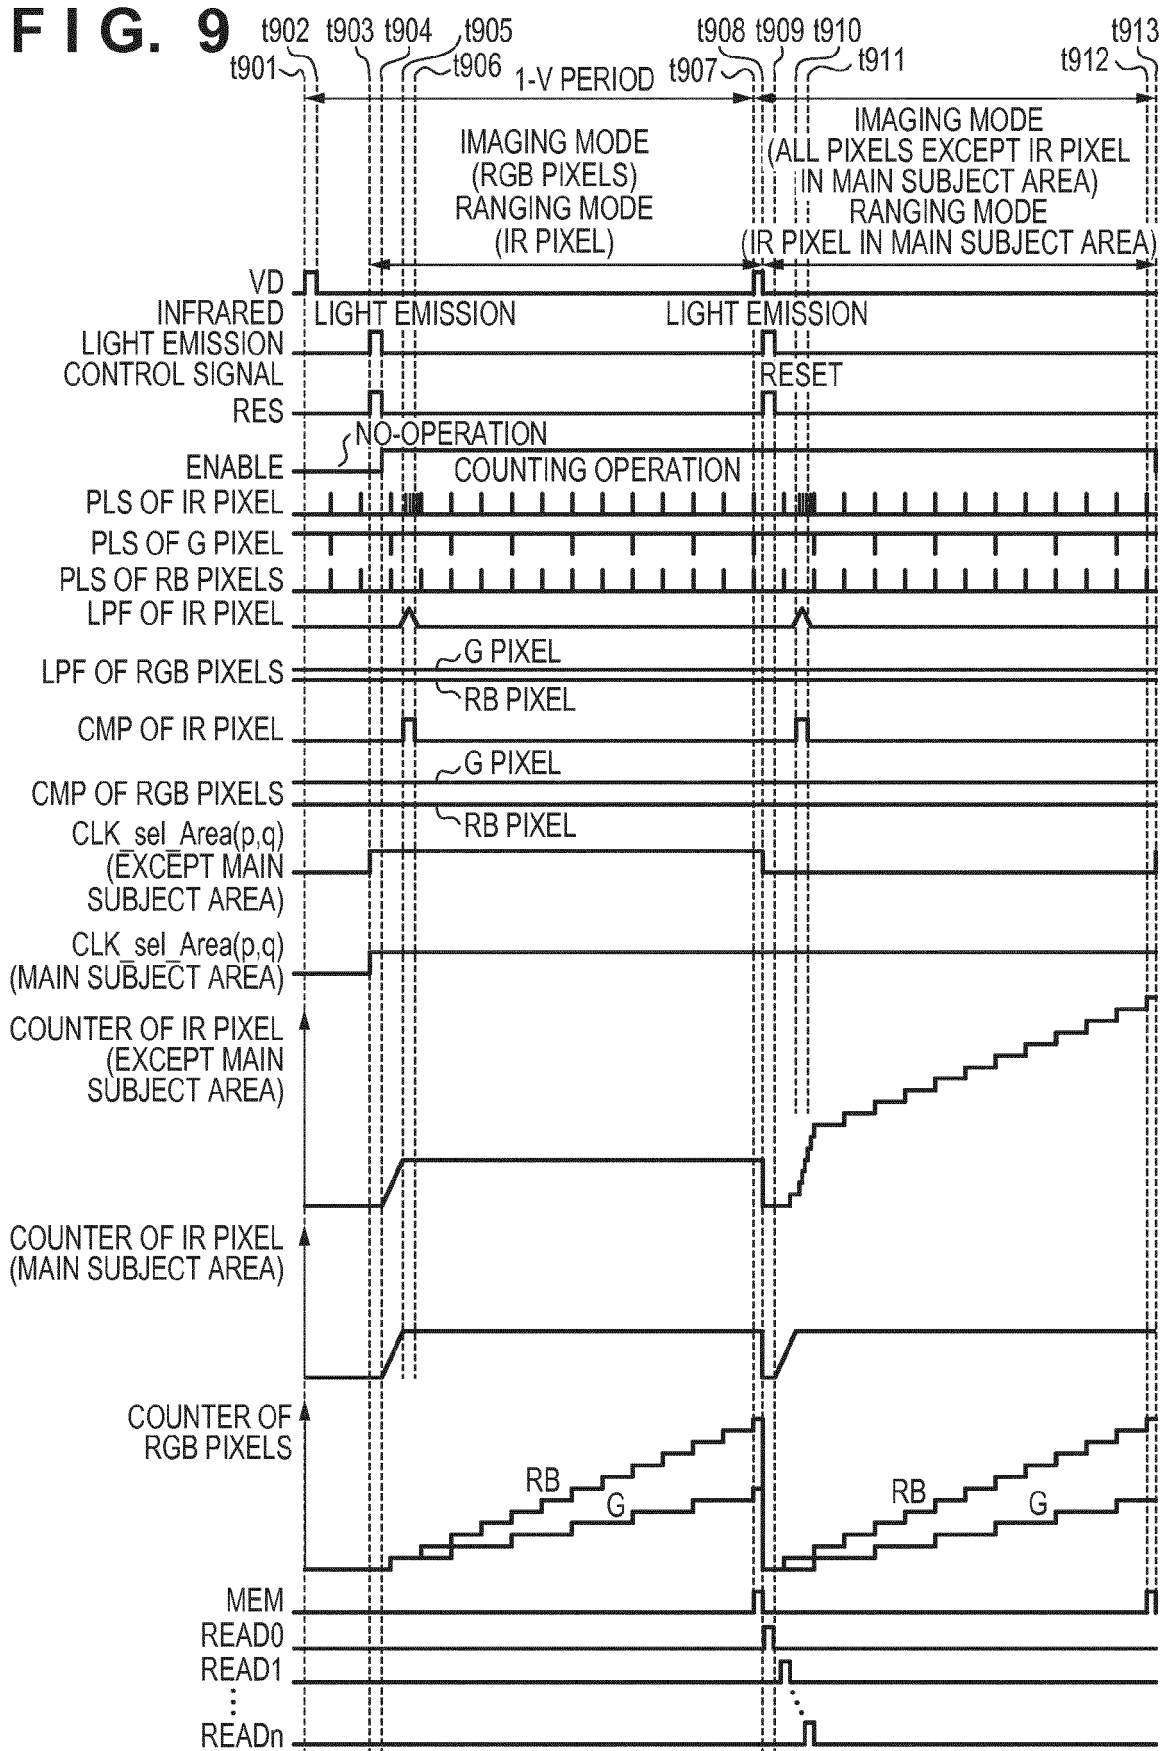 FIG. 9
t902 t903 t904 t905 t908 t909 t910 t913
t901 t906 t907 t911 t912
1-V PERIOD
IMAGING MODE
(RGB PIXELS)
RANGING MODE
(IR PIXEL)
IMAGING MODE
(ALL PIXELS EXCEPT IR PIXEL
IN MAIN SUBJECT AREA)
RANGING MODE
(IR PIXEL IN MAIN SUBJECT AREA)
VD
INFRARED
LIGHT EMISSION
CONTROL SIGNAL
LIGHT EMISSION
LIGHT EMISSION
RESET
RES
NO-OPERATION
ENABLE
COUNTING OPERATION
PLS OF IR PIXEL
PLS OF G PIXEL
PLS OF RB PIXELS
LPF OF IR PIXEL
G PIXEL
LPF OF RGB PIXELS
RB PIXEL
CMP OF IR PIXEL
G PIXEL
CMP OF RGB PIXELS
RB PIXEL
CLK_sel_Area(p,q)
(EXCEPT MAIN
SUBJECT AREA)
CLK_sel_Area(p,q)
(MAIN SUBJECT AREA)
COUNTER OF IR PIXEL
(EXCEPT MAIN
SUBJECT AREA)
COUNTER OF IR PIXEL
(MAIN SUBJECT AREA)
COUNTER OF
RGB PIXELS
RB
G
RB
G
MEM
READ0
READ1
READn